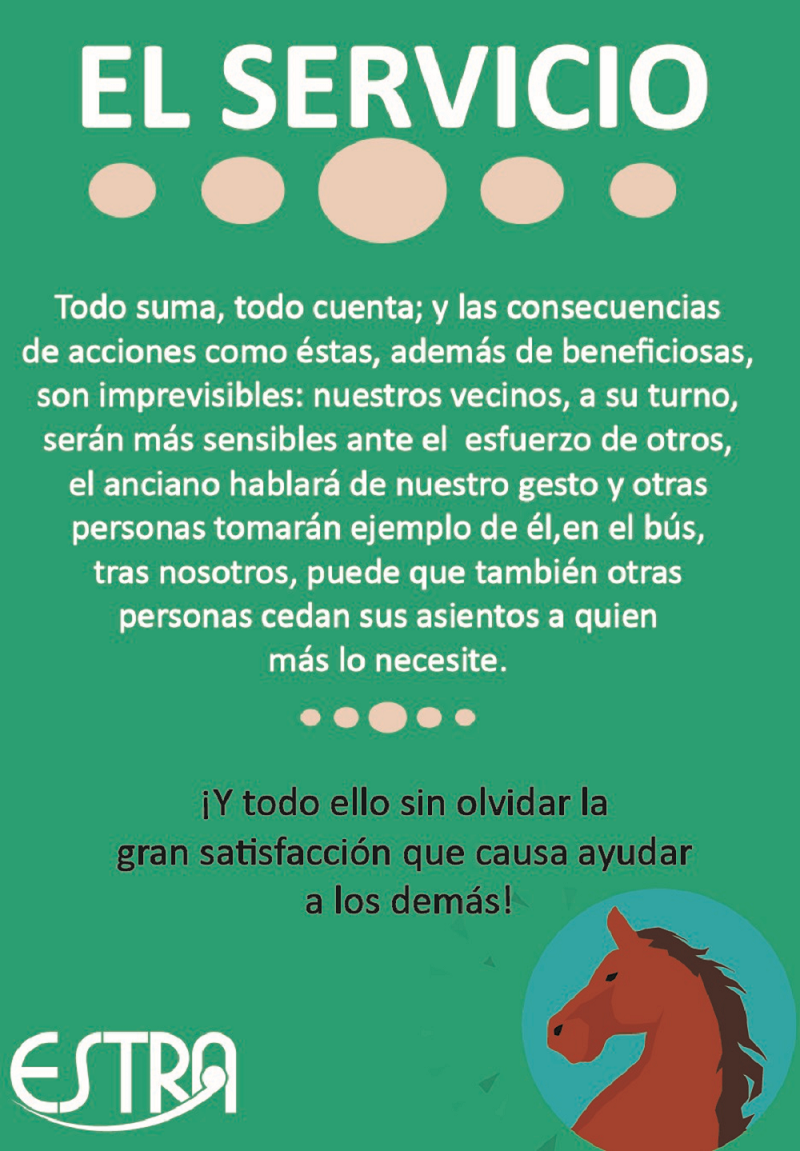 EL SERVICIO
Todo suma, todo cuenta; y las consecuencias
de acciones como éstas, además de beneficiosas,
son imprevisibles: nuestros vecinos, a su turno,
serán más sensibles ante el  esfuerzo de otros,
el anciano hablará de nuestro gesto y otras
personas tomarán ejemplo de él,en el bús,
tras nosotros, puede que también otras
personas cedan sus asientos a quien
más lo necesite.
¡Y todo ello sin olvidar la
gran satisfacción que causa ayudar
a los demás!
ESTRA